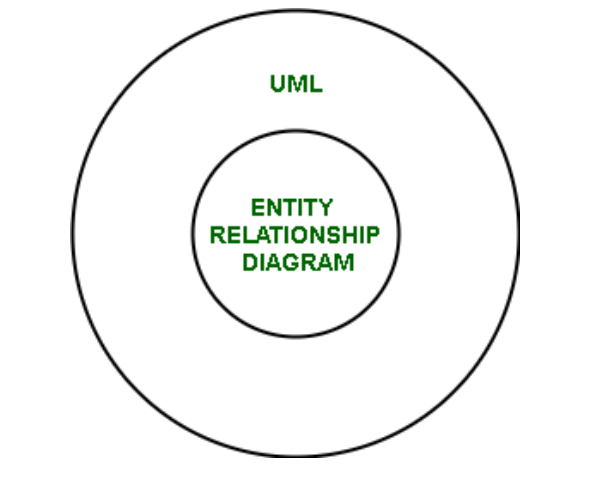 UML
ENTITY
RELATIONSHIP
DIAGRAM